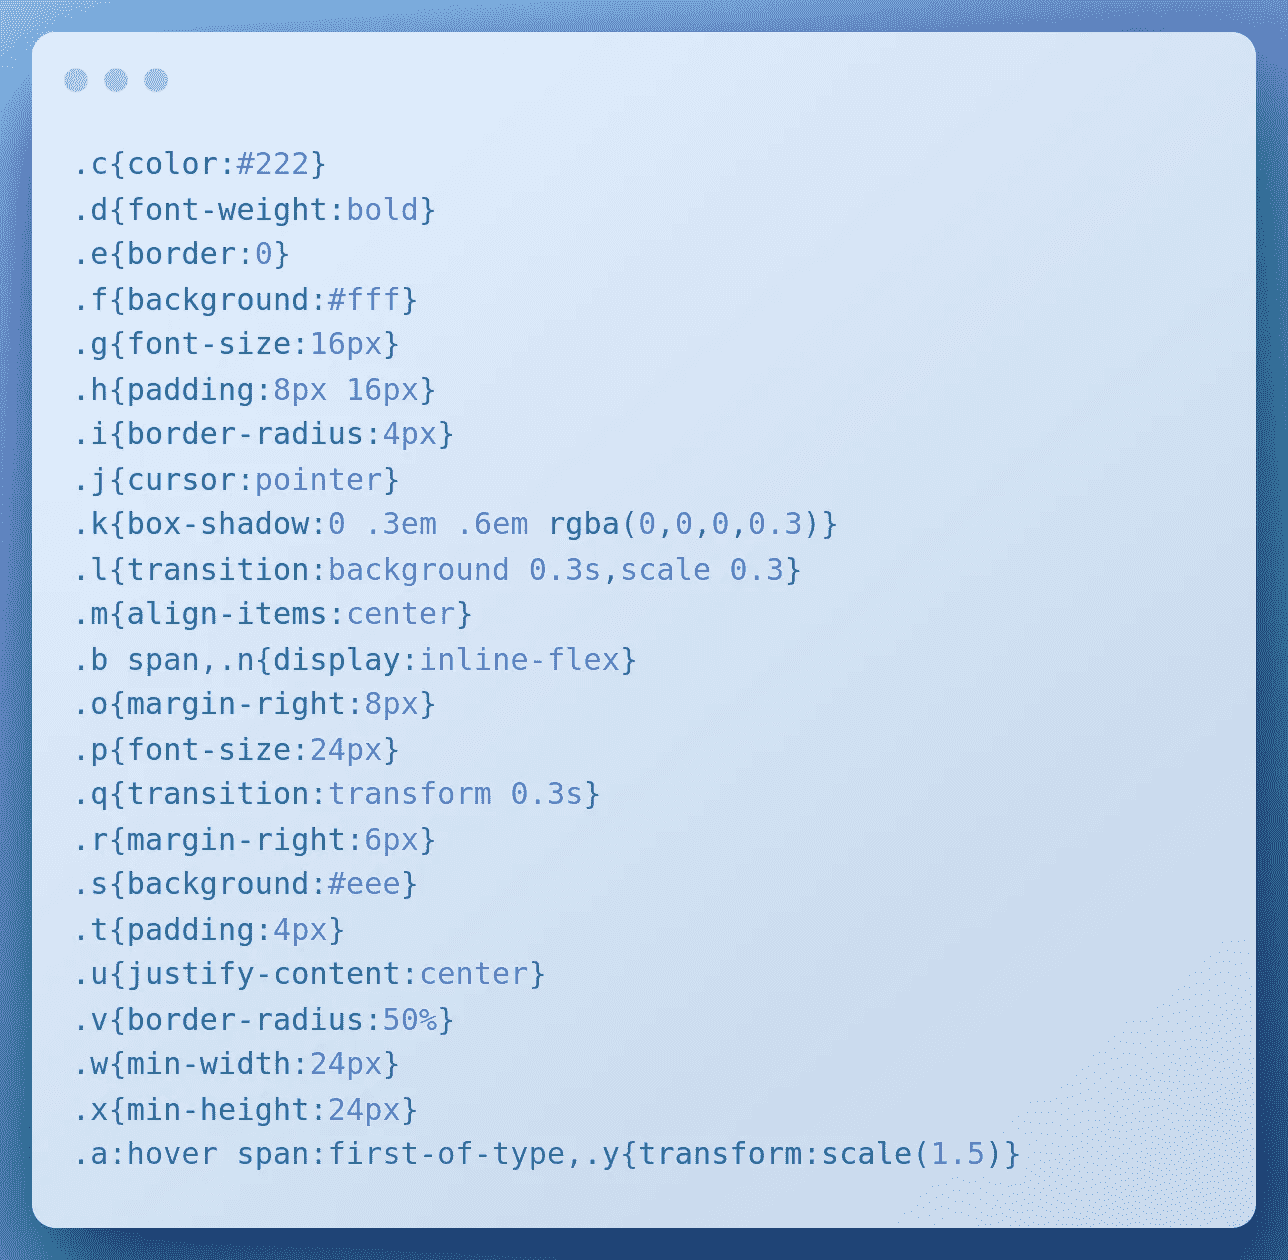 .c{color:#222}
.d{font-weight:bold}
.e{border:0}
.f{background:#fff}
.g{font-size:16px}
.h{padding:8px 16px}
.i{border-radius:4px}
.j{cursor:pointer}
.k{box-shadow:0 .3em .6em rgba(0,0,0,0.3)}
.l{transition:background 0.3s,scale 0.3}
.m{align-items:center}
.b span,.n{display:inline-flex}
.o{margin-right:8px}
.p{font-size:24px}
.q{transition:transform 0.3s}
.r{margin-right:6px}
.s{background:#eee}
.t{padding:4px}
.u{justify-content:center}
.v{border-radius:50%}
.w{min-width:24px}
.x{min-height:24px}
.a:hover span:first-of-type,.y{transform:scale(1.5)}